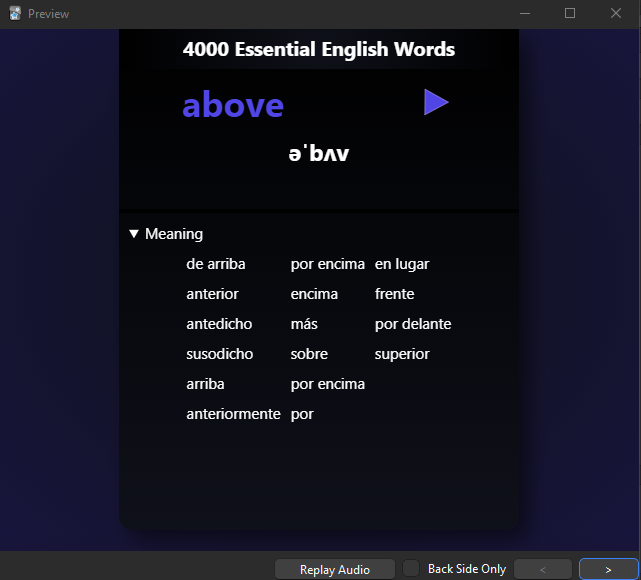 Preview
4000 Essential English Words
above
əˈbʌv
▼ Meaning
de arriba por encima en lugar
anterior encima frente
antedicho más por delante
susodicho sobre superior
arriba por encima
anteriormente por
Replay Audio Back Side Only < >